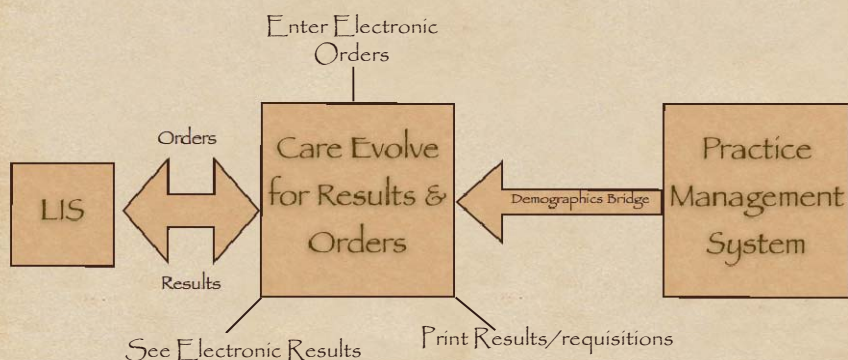 Enter Electronic
Orders
Orders
LIS
Results
Care Evolve
for Results &
Orders
Demographics Bridge
Practice
Management
System
See Electronic Results
Print Results/requisitions